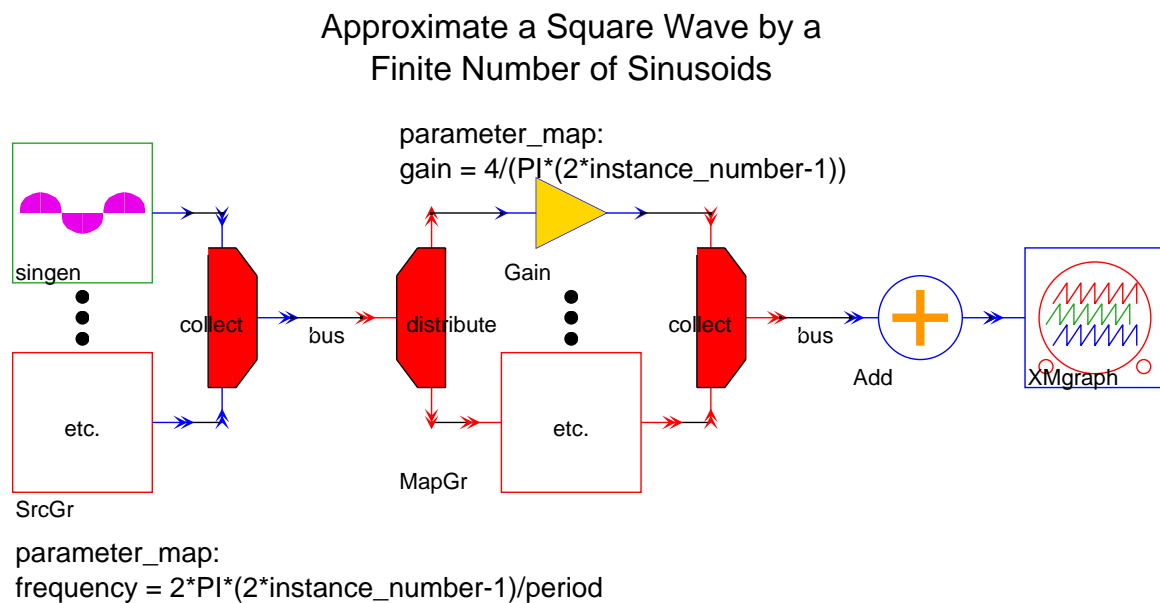 Approximate a Square Wave by a
Finite Number of Sinusoids
parameter_map:
gain = 4/(PI*(2*instance_number-1))
singen
Gain
collect
bus
distribute
collect
bus
Add
XMgraph
etc.
etc.
MapGr
SrcGr
parameter_map:
frequency = 2*PI*(2*instance_number-1)/period